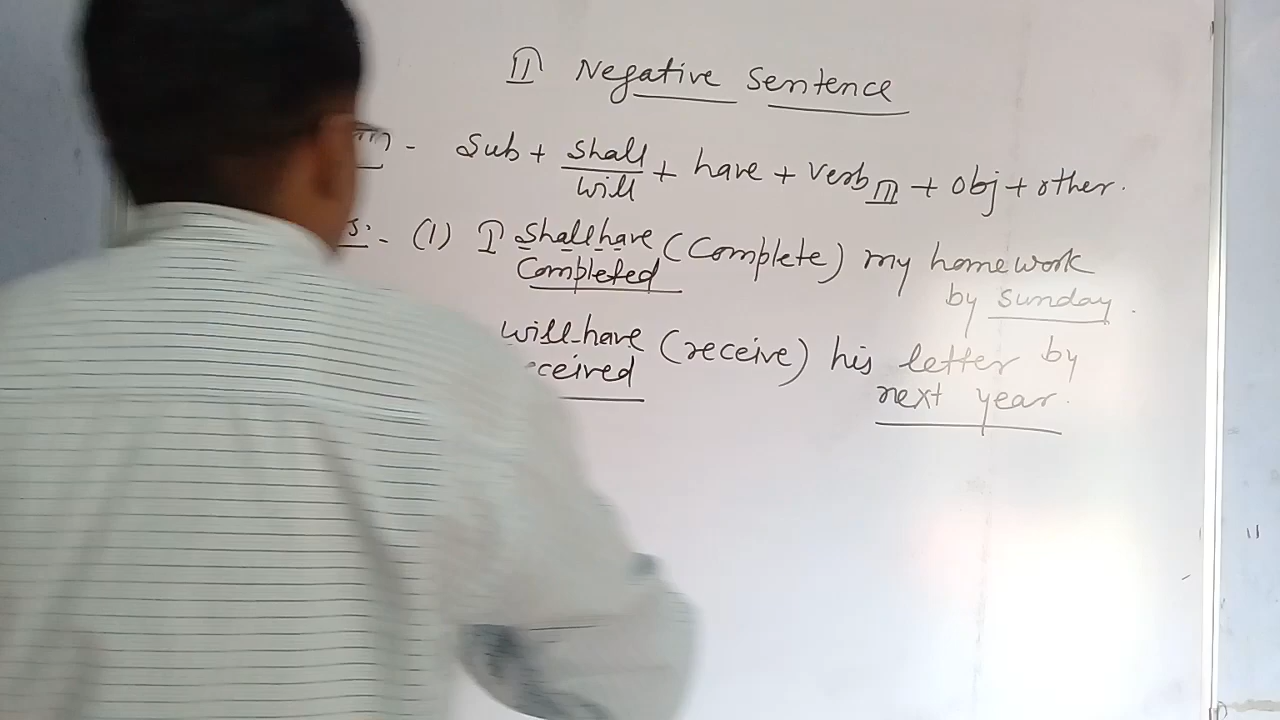 II Negative Sentence
- Sub + shall/will + have + verb III + obj + other.
s:- (1) I shall have (Complete) my homework
Completed
by sunday.
will have (receive) his letter by
ceived
next year.